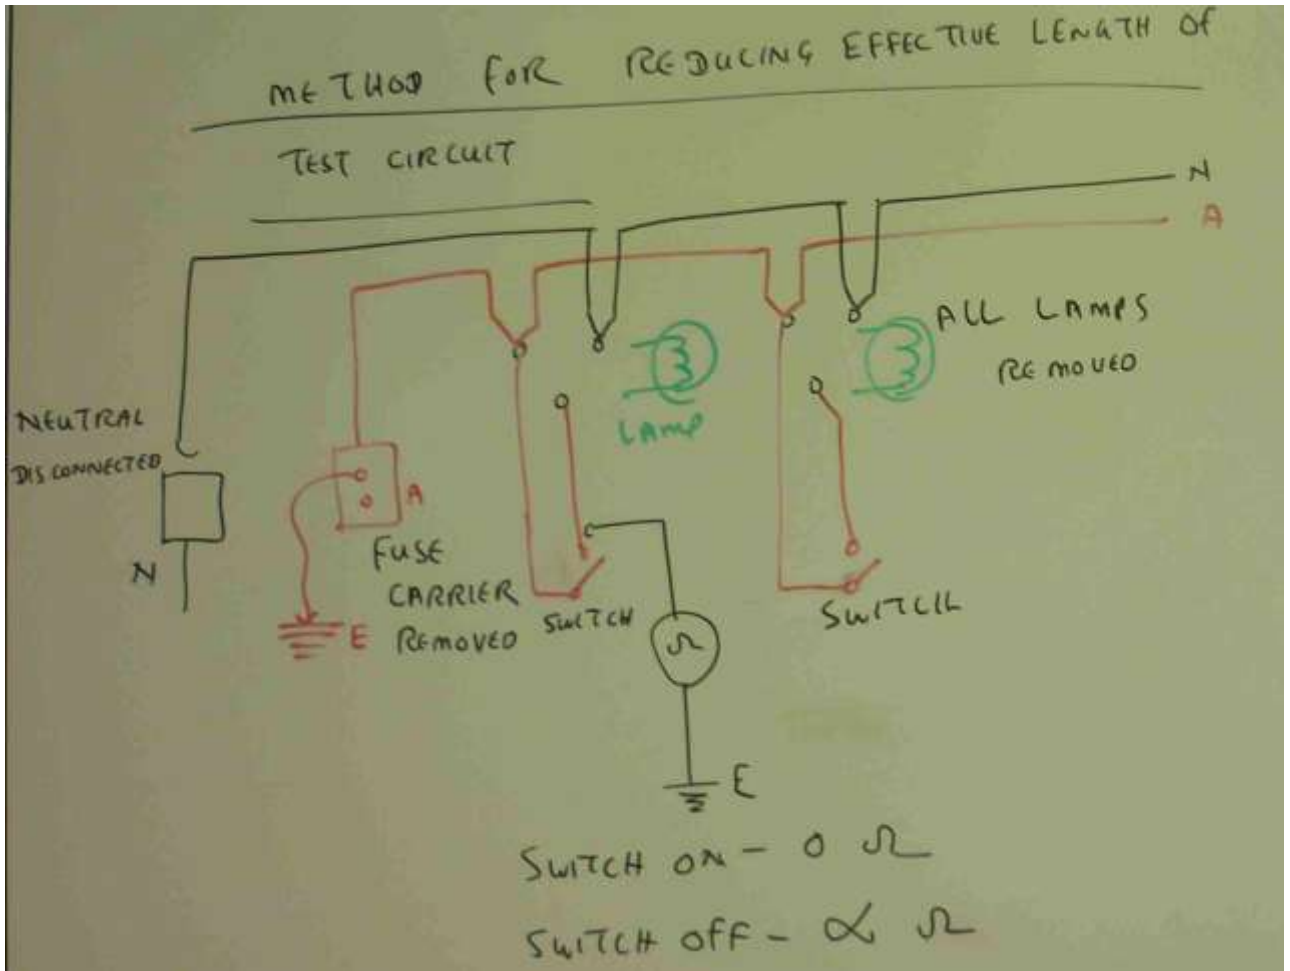 METHOD FOR REDUCING EFFECTIVE LENGTH OF
TEST CIRCUIT
N
A
ALL LAMPS
REMOVED
LAMP
NEUTRAL
DISCONNECTED
N
A
FUSE
CARRIER
REMOVED
E
SWITCH
Ω
SWITCH
E
SWITCH ON - 0 Ω
SWITCH OFF - ∝ Ω